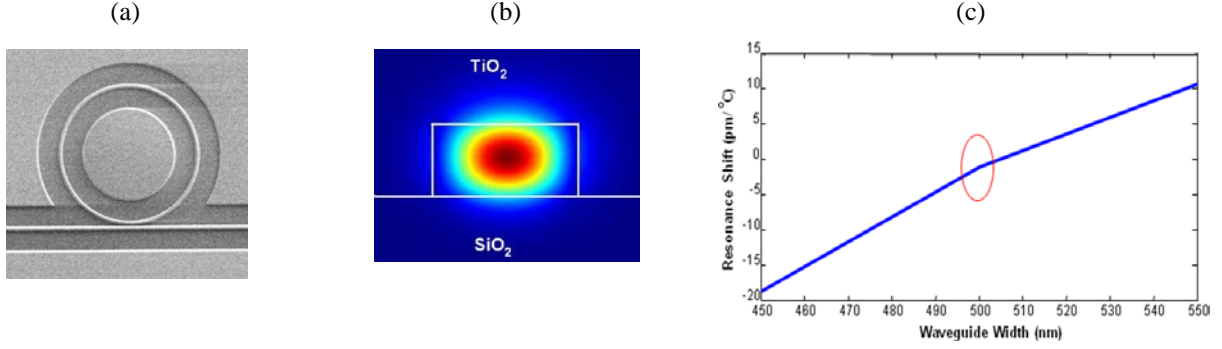 (a)
(b)
(c)
TiO₂
SiO₂
15
10
5
0
-5
-10
-15
-20
Resonance Shift (pm/°C)
450 460 470 480 490 500 510 520 530 540 550
Waveguide Width (nm)